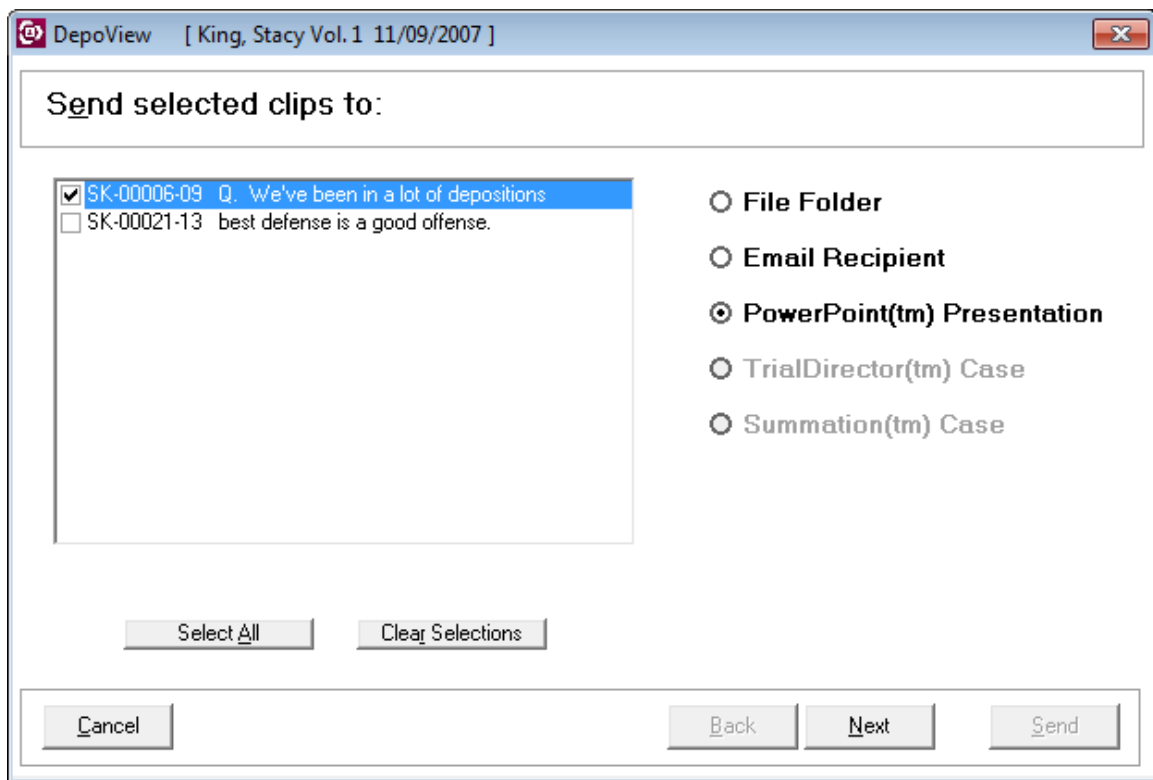 DepoView [ King, Stacy Vol. 1 11/09/2007 ]
Send selected clips to:
SK-00006-09 Q. We've been in a lot of depositions
SK-00021-13 best defense is a good offense.
File Folder
Email Recipient
PowerPoint(tm) Presentation
TrialDirector(tm) Case
Summation(tm) Case
Select All Clear Selections
Cancel Back Next Send